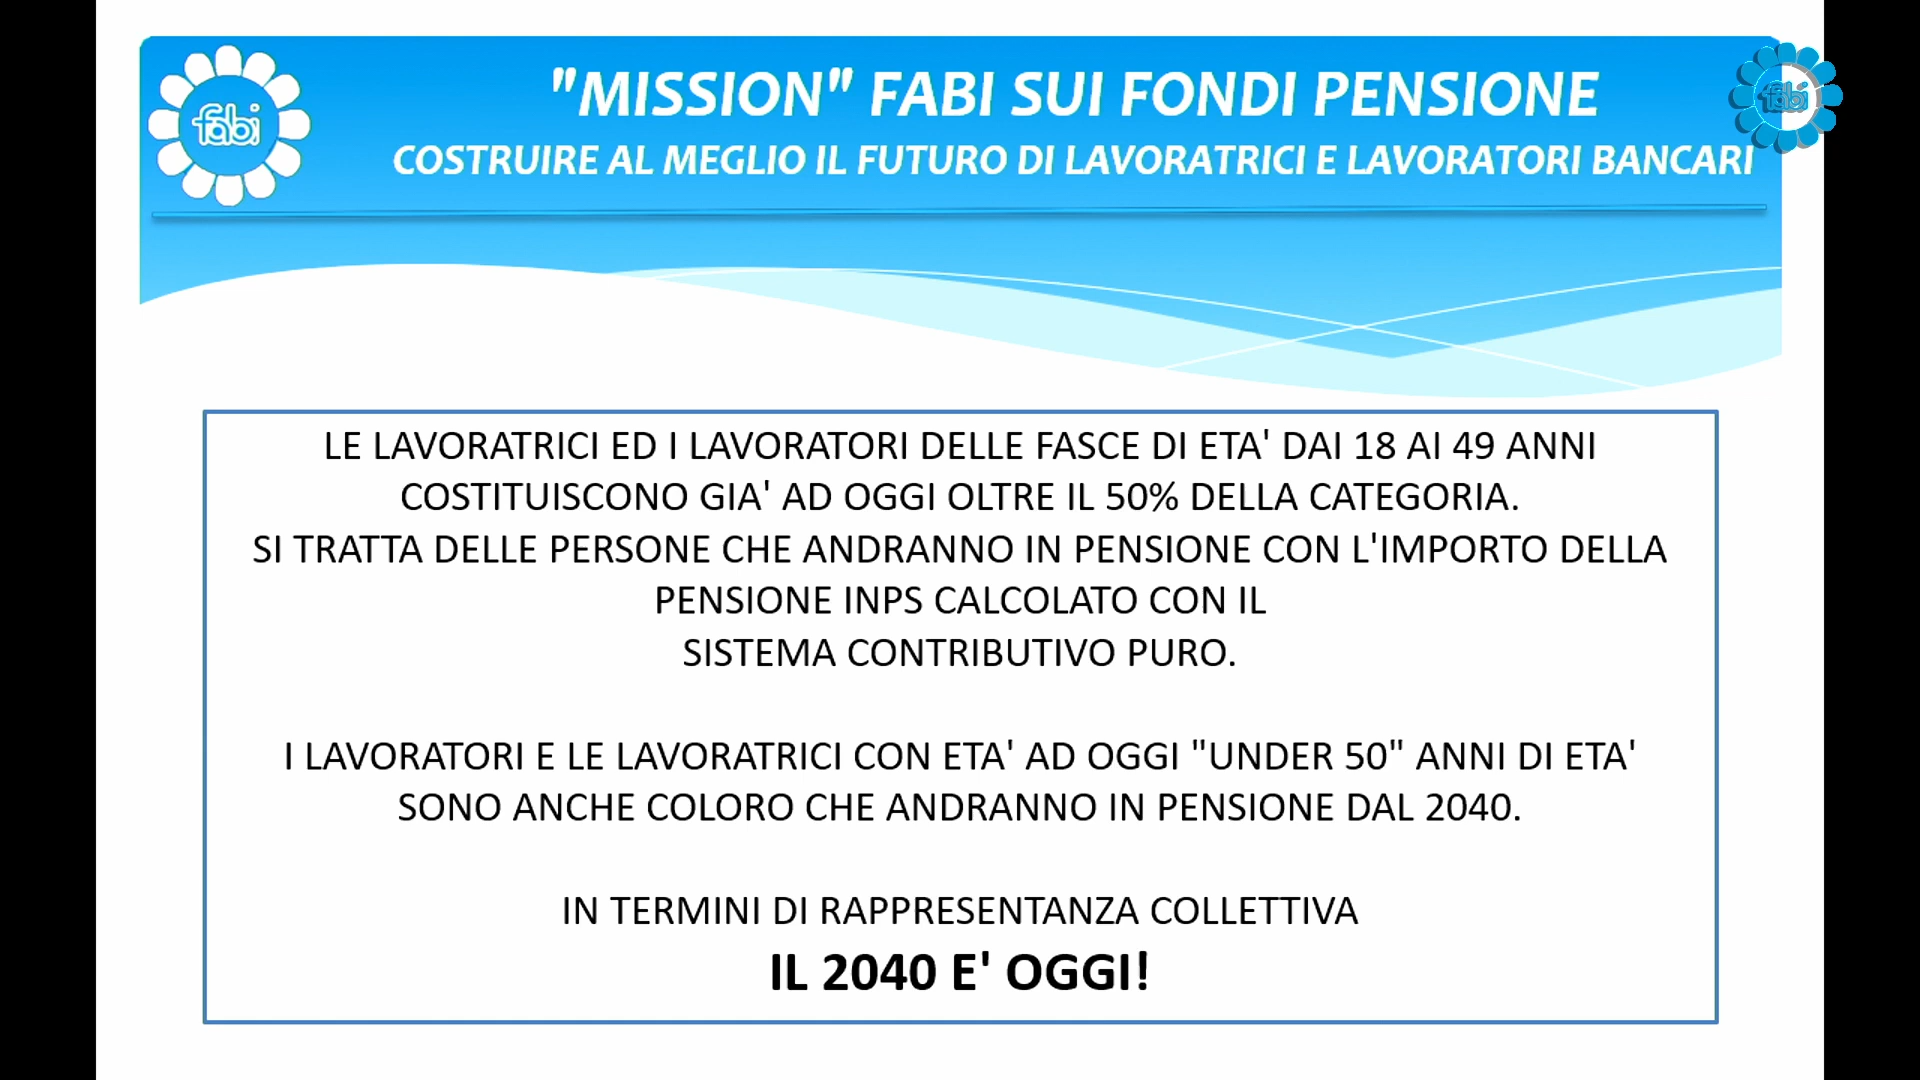 fabi
"MISSION" FABI SUI FONDI PENSIONE
fabi
COSTRUIRE AL MEGLIO IL FUTURO DI LAVORATRICI E LAVORATORI BANCARI
LE LAVORATRICI ED I LAVORATORI DELLE FASCE DI ETA' DAI 18 AI 49 ANNI
COSTITUISCONO GIA' AD OGGI OLTRE IL 50% DELLA CATEGORIA.
SI TRATTA DELLE PERSONE CHE ANDRANNO IN PENSIONE CON L'IMPORTO DELLA
PENSIONE INPS CALCOLATO CON IL
SISTEMA CONTRIBUTIVO PURO.
I LAVORATORI E LE LAVORATRICI CON ETA' AD OGGI "UNDER 50" ANNI DI ETA'
SONO ANCHE COLORO CHE ANDRANNO IN PENSIONE DAL 2040.
IN TERMINI DI RAPPRESENTANZA COLLETTIVA
IL 2040 E' OGGI!